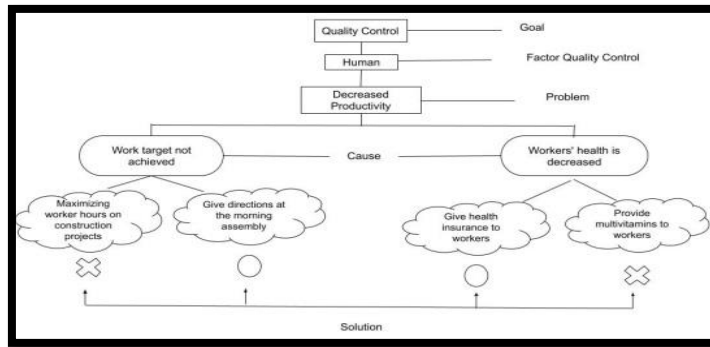 Quality Control
Goal
Human
Factor Quality Control
Decreased
Productivity
Problem
Work target not
achieved
Cause
Workers' health is
decreased
Maximizing
worker hours on
construction
projects
Give directions at
the morning
assembly
Give health
insurance to
workers
Provide
multivitamins to
workers
Solution